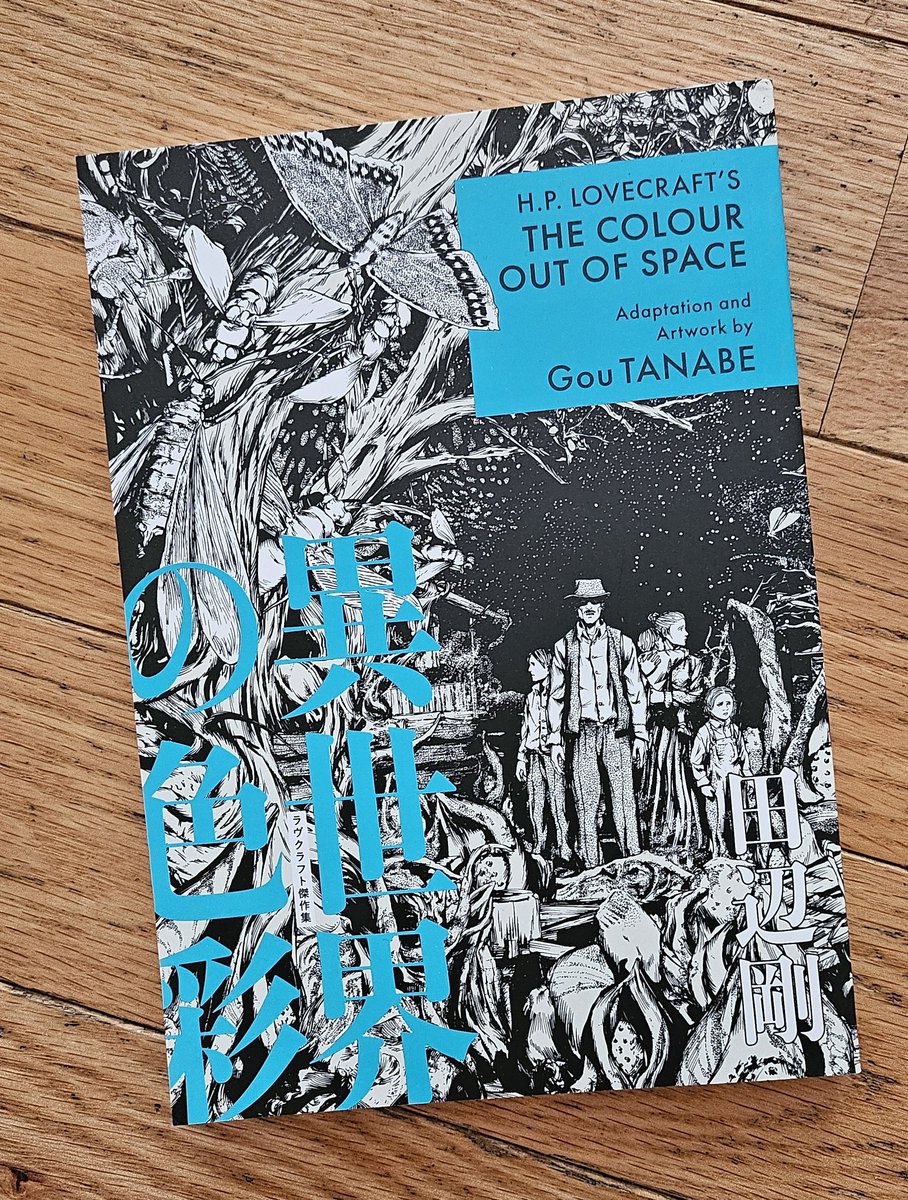 H.P. LOVECRAFT'S
THE COLOUR
OUT OF SPACE
Adaptation and
Artwork by
Gou TANABE
異世界
の色彩
ラヴクラフト傑作集
田辺剛